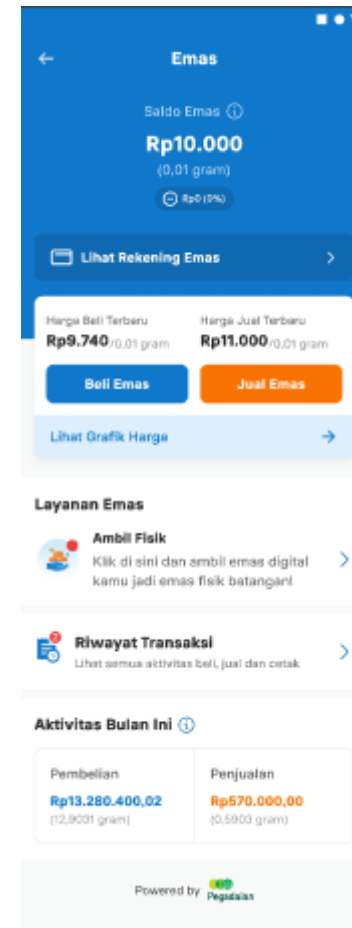 Emas
Saldo Emas
Rp10.000
(0,01 gram)
Rp0 (0%)
Lihat Rekening Emas
Harga Beli Terbaru
Rp9.740/0,01 gram
Beli Emas
Harga Jual Terbaru
Rp11.000/0,01 gram
Jual Emas
Lihat Grafik Harga
Layanan Emas
Ambil Fisik
Klik di sini dan ambil emas digital
kamu jadi emas fisik batangan!
2
Riwayat Transaksi
Lihat semua aktivitas beli, jual dan cetak
Aktivitas Bulan Ini
Pembelian
Rp13.280.400,02
(12,9031 gram)
Penjualan
Rp570.000,00
(0,5903 gram)
Powered by
Pegadaian